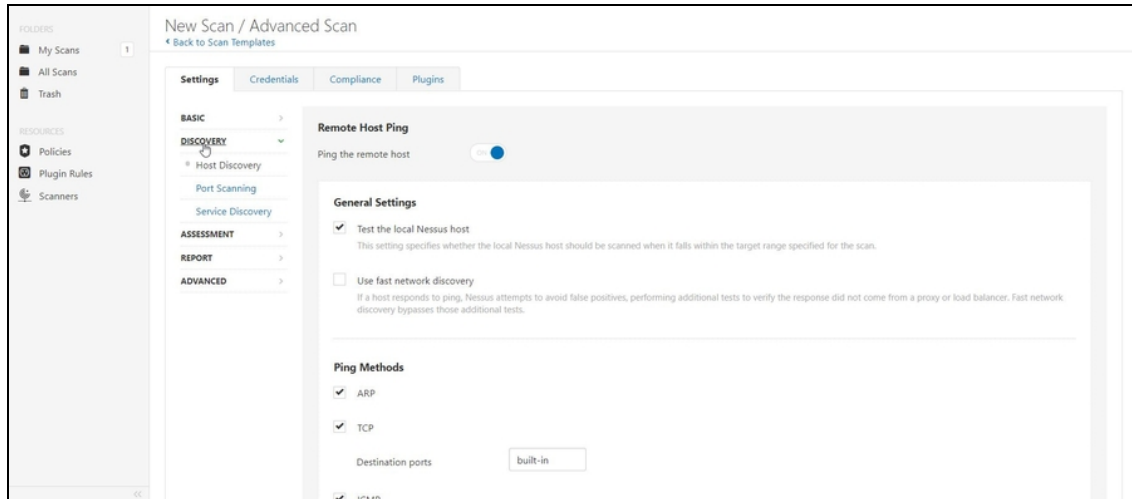 FOLDERS
My Scans 1
All Scans
Trash
RESOURCES
Policies
Plugin Rules
Scanners
New Scan / Advanced Scan
Back to Scan Templates
Settings Credentials Compliance Plugins
BASIC
DISCOVERY
Host Discovery
Port Scanning
Service Discovery
ASSESSMENT
REPORT
ADVANCED
Remote Host Ping
Ping the remote host ON
General Settings
Test the local Nessus host
This setting specifies whether the local Nessus host should be scanned when it falls within the target range specified for the scan.
Use fast network discovery
If a host responds to ping, Nessus attempts to avoid false positives, performing additional tests to verify the response did not come from a proxy or load balancer. Fast network
discovery bypasses those additional tests.
Ping Methods
ARP
TCP
Destination ports built-in
ICMP